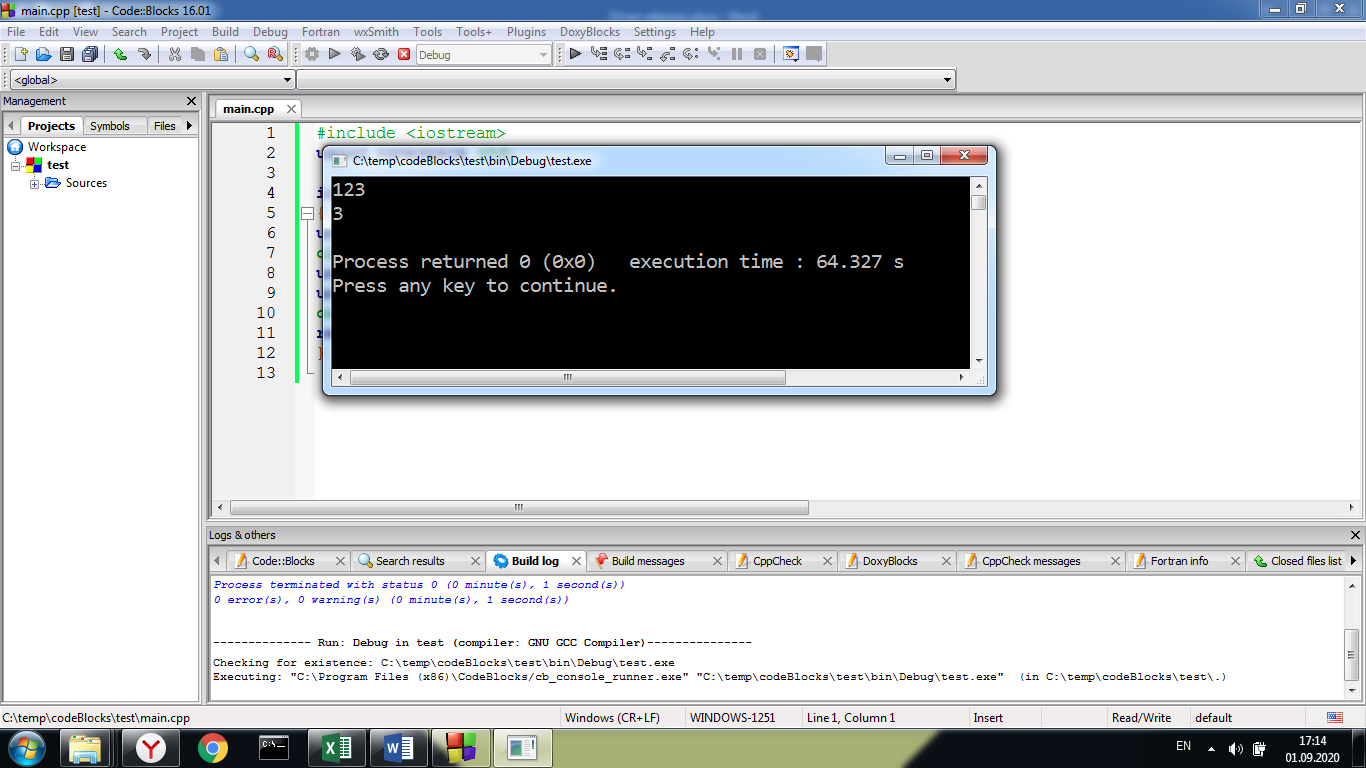 main.cpp [test] - Code::Blocks 16.01
File Edit View Search Project Build Debug Fortran wxSmith Tools Tools+ Plugins DoxyBlocks Settings Help
Debug
<global>
Management
Projects Symbols Files
Workspace
test
Sources
main.cpp
1 #include <iostream>
2
3
4
5
6
7
8
9
10
11
12 }
13
C:\temp\codeBlocks\test\bin\Debug\test.exe
123
3
Process returned 0 (0x0)   execution time : 64.327 s
Press any key to continue.
Logs & others
Code::Blocks Search results Build log Build messages CppCheck DoxyBlocks CppCheck messages Fortran info Closed files list
Process terminated with status 0 (0 minute(s), 1 second(s))
0 error(s), 0 warning(s) (0 minute(s), 1 second(s))
-------------- Run: Debug in test (compiler: GNU GCC Compiler)---------------
Checking for existence: C:\temp\codeBlocks\test\bin\Debug\test.exe
Executing: "C:\Program Files (x86)\CodeBlocks/cb_console_runner.exe" "C:\temp\codeBlocks\test\bin\Debug\test.exe"  (in C:\temp\codeBlocks\test\.)
C:\temp\codeBlocks\test\main.cpp Windows (CR+LF) WINDOWS-1251 Line 1, Column 1 Insert Read/Write default
EN 17:14
01.09.2020